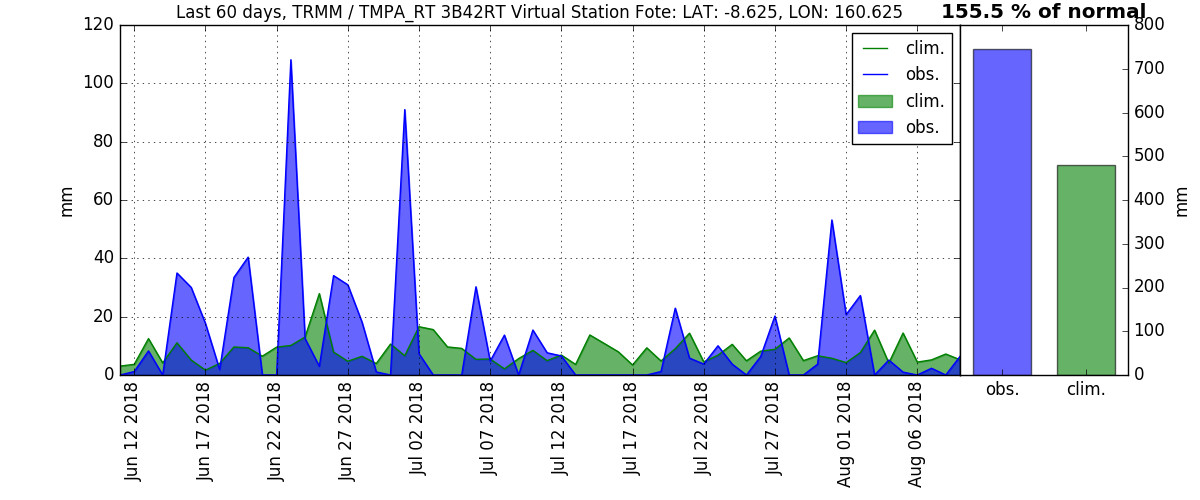 Last 60 days, TRMM / TMPA_RT 3B42RT Virtual Station Fote: LAT: -8.625, LON: 160.625
155.5 % of normal
120
100
80
60
40
20
0
mm
clim.
obs.
clim.
obs.
800
700
600
500
400
300
200
100
0
mm
Jun 12 2018
Jun 17 2018
Jun 22 2018
Jun 27 2018
Jul 02 2018
Jul 07 2018
Jul 12 2018
Jul 17 2018
Jul 22 2018
Jul 27 2018
Aug 01 2018
Aug 06 2018
obs.
clim.